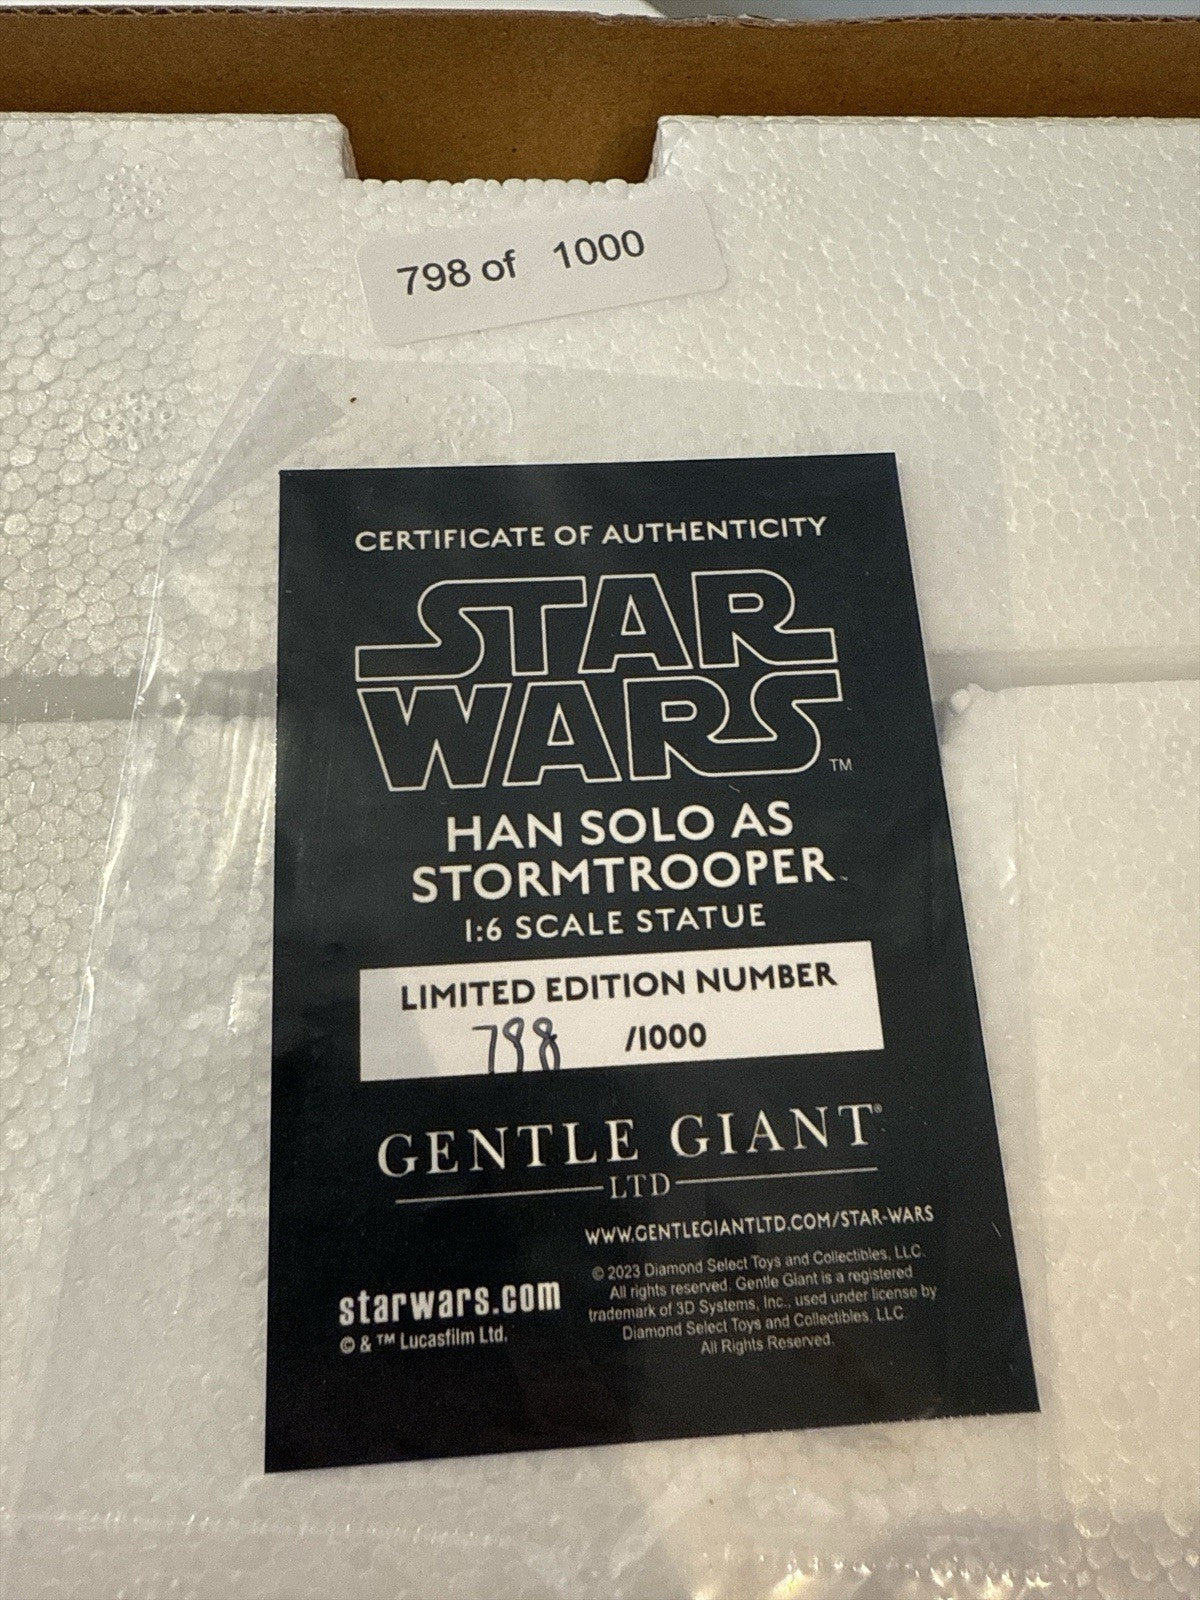 798 of 1000
CERTIFICATE OF AUTHENTICITY
STAR
WARS TM
HAN SOLO AS
STORMTROOPER
1:6 SCALE STATUE
LIMITED EDITION NUMBER
798 /1000
GENTLE GIANT®
LTD
WWW.GENTLEGIANTLTD.COM/STAR-WARS
starwars.com
© & TM Lucasfilm Ltd.
© 2023 Diamond Select Toys and Collectibles, LLC.
All rights reserved. Gentle Giant is a registered
trademark of 3D Systems, Inc., used under license by
Diamond Select Toys and Collectibles, LLC
All Rights Reserved.